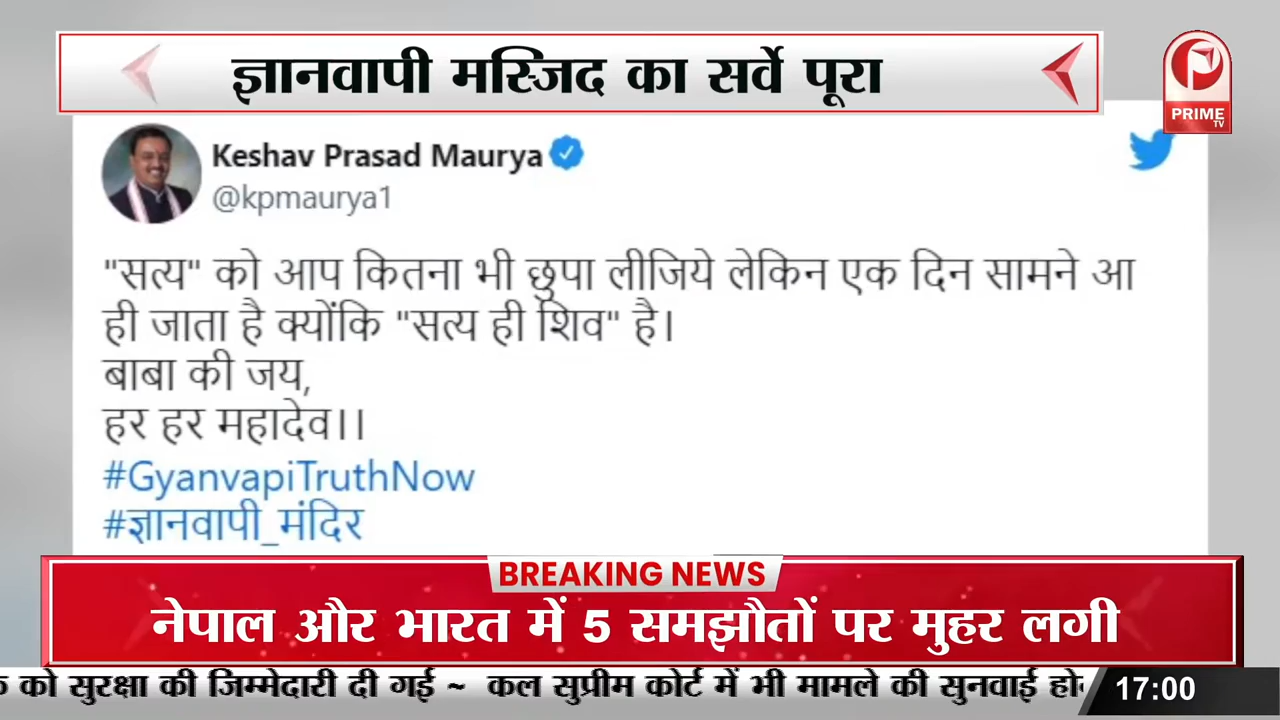 ज्ञानवापी मस्जिद का सर्वे पूरा
PRIME
TV
Keshav Prasad Maurya
@kpmaurya1
"सत्य" को आप कितना भी छुपा लीजिये लेकिन एक दिन सामने आ
ही जाता है क्योंकि "सत्य ही शिव" है।
बाबा की जय,
हर हर महादेव।।
#GyanvapiTruthNow
#ज्ञानवापी_मंदिर
BREAKING NEWS
नेपाल और भारत में 5 समझौतों पर मुहर लगी
को सुरक्षा की जिम्मेदारी दी गई ~ कल सुप्रीम कोर्ट में भी मामले की सुनवाई
17:00